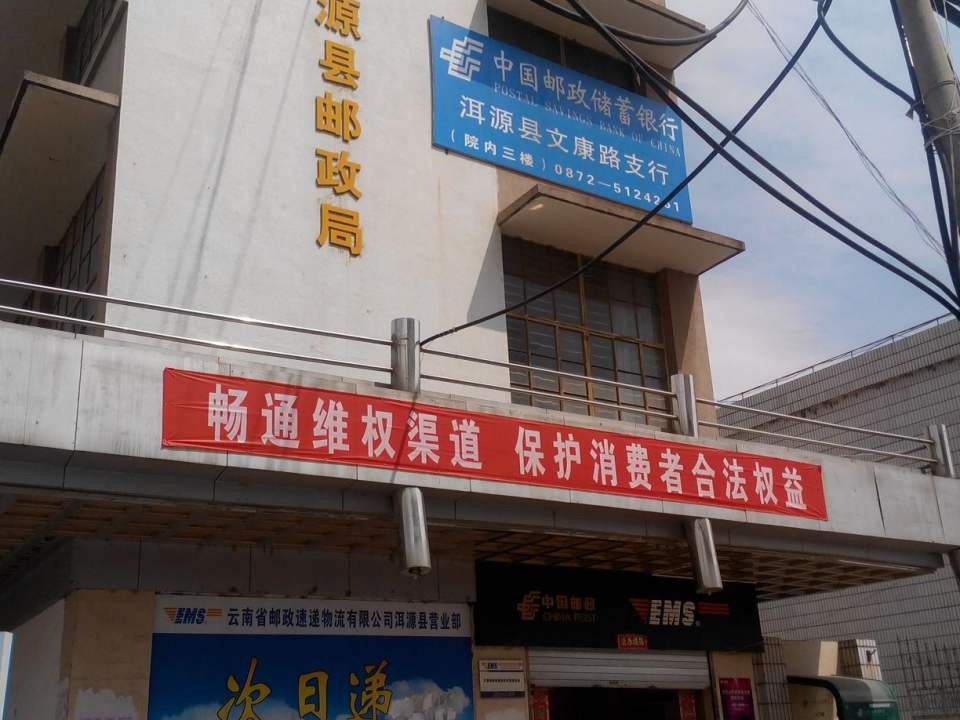 源县邮政局
中国邮政储蓄银行
POSTAL SAVINGS BANK OF CHINA
洱源县文康路支行
（院内三楼）0872—5124261
畅通维权渠道 保护消费者合法权益
EMS 云南省邮政速递物流有限公司洱源县营业部
次日递
中国邮政
CHINA POST
EMS
EMS